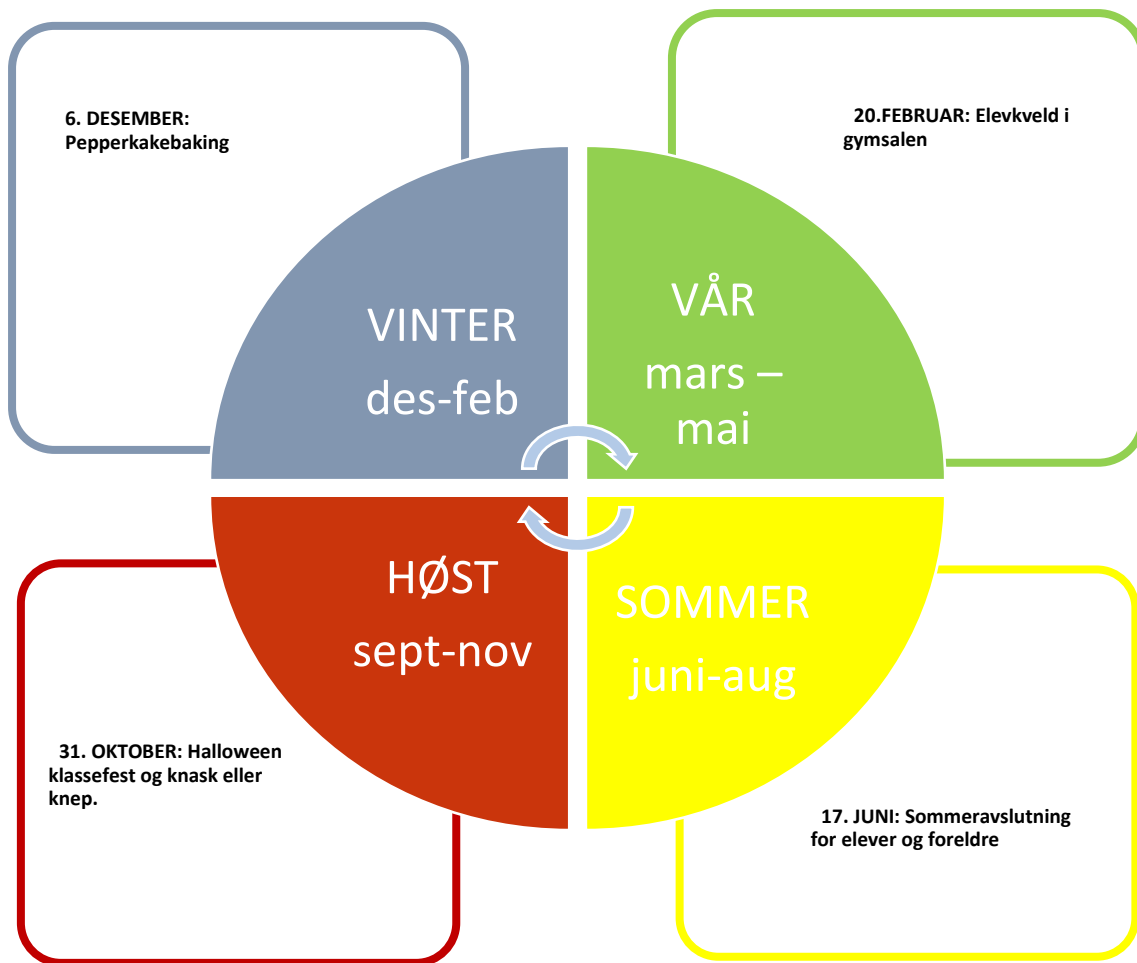 6. DESEMBER:
Pepperkakebaking
20.FEBRUAR: Elevkveld i
gymsalen
VINTER
des-feb
VÅR
mars –
mai
HØST
sept-nov
SOMMER
juni-aug
31. OKTOBER: Halloween
klassefest og knask eller
knep.
17. JUNI: Sommeravslutning
for elever og foreldre